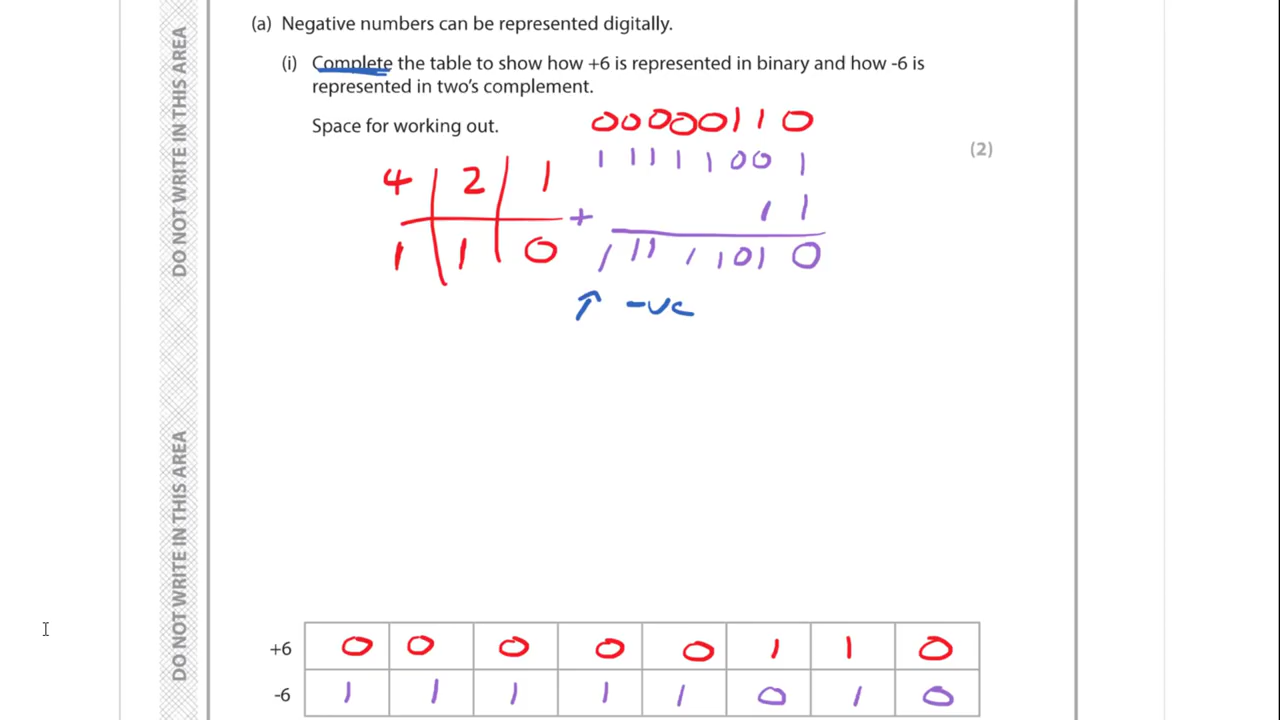 (a) Negative numbers can be represented digitally.
(i) Complete the table to show how +6 is represented in binary and how -6 is
represented in two's complement.
Space for working out.
(2)
00000110
11111001
4 2 1
+ 1 1
1 1 0
11111010
↑ -ve
+6 0 0 0 0 0 1 1 0
-6 1 1 1 1 1 0 1 0
DO NOT WRITE IN THIS AREA
DO NOT WRITE IN THIS AREA